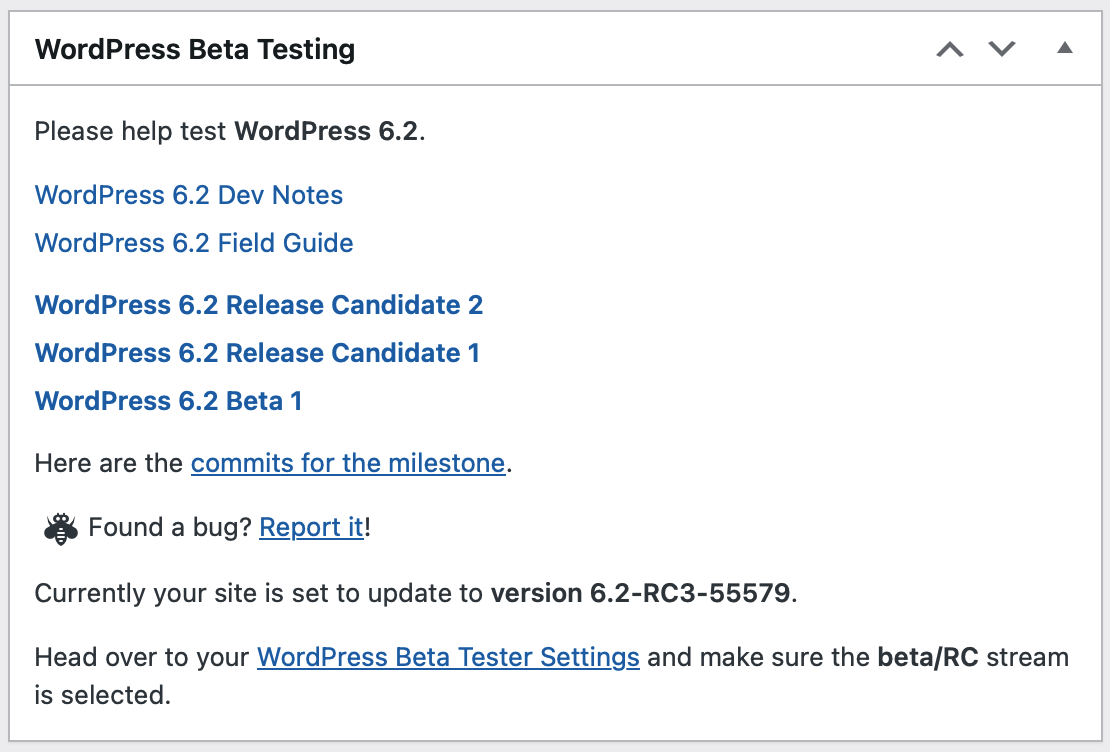 WordPress Beta Testing
Please help test WordPress 6.2.
WordPress 6.2 Dev Notes
WordPress 6.2 Field Guide
WordPress 6.2 Release Candidate 2
WordPress 6.2 Release Candidate 1
WordPress 6.2 Beta 1
Here are the commits for the milestone.
Found a bug? Report it!
Currently your site is set to update to version 6.2-RC3-55579.
Head over to your WordPress Beta Tester Settings and make sure the beta/RC stream
is selected.